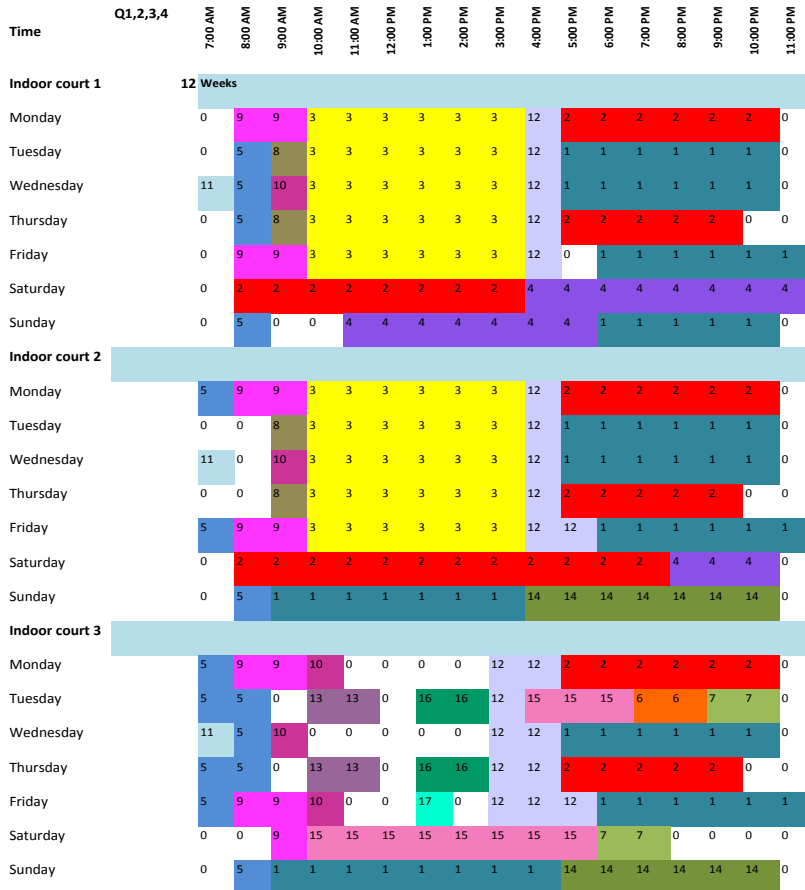 Time Q1,2,3,4 7:00 AM 8:00 AM 9:00 AM 10:00 AM 11:00 AM 12:00 PM 1:00 PM 2:00 PM 3:00 PM 4:00 PM 5:00 PM 6:00 PM 7:00 PM 8:00 PM 9:00 PM 10:00 PM 11:00 PM
Indoor court 1 12 Weeks
Monday 0 9 9 3 3 3 3 3 3 12 2 2 2 2 2 2 0
Tuesday 0 5 8 3 3 3 3 3 3 12 1 1 1 1 1 1 0
Wednesday 11 5 10 3 3 3 3 3 3 12 1 1 1 1 1 1 0
Thursday 0 5 8 3 3 3 3 3 3 12 2 2 2 2 2 0 0
Friday 0 9 9 3 3 3 3 3 3 12 0 1 1 1 1 1 1
Saturday 0 2 2 2 2 2 2 2 2 4 4 4 4 4 4 4 4
Sunday 0 5 0 0 4 4 4 4 4 4 4 1 1 1 1 1 0
Indoor court 2
Monday 5 9 9 3 3 3 3 3 3 12 2 2 2 2 2 2 0
Tuesday 0 0 8 3 3 3 3 3 3 12 1 1 1 1 1 1 0
Wednesday 11 0 10 3 3 3 3 3 3 12 1 1 1 1 1 1 0
Thursday 0 0 8 3 3 3 3 3 3 12 2 2 2 2 2 0 0
Friday 5 9 9 3 3 3 3 3 3 12 12 1 1 1 1 1 1
Saturday 0 2 2 2 2 2 2 2 2 2 2 2 2 4 4 4 0
Sunday 0 5 1 1 1 1 1 1 1 14 14 14 14 14 14 14 0
Indoor court 3
Monday 5 9 9 10 0 0 0 0 12 12 2 2 2 2 2 2 0
Tuesday 5 5 0 13 13 0 16 16 12 15 15 15 6 6 7 7 0
Wednesday 11 5 10 0 0 0 0 0 12 12 1 1 1 1 1 1 0
Thursday 5 5 0 13 13 0 16 16 12 12 2 2 2 2 2 0 0
Friday 5 9 9 10 0 0 17 0 12 12 12 1 1 1 1 1 1
Saturday 0 0 9 15 15 15 15 15 15 15 15 7 7 0 0 0 0
Sunday 0 5 1 1 1 1 1 1 1 1 14 14 14 14 14 14 0